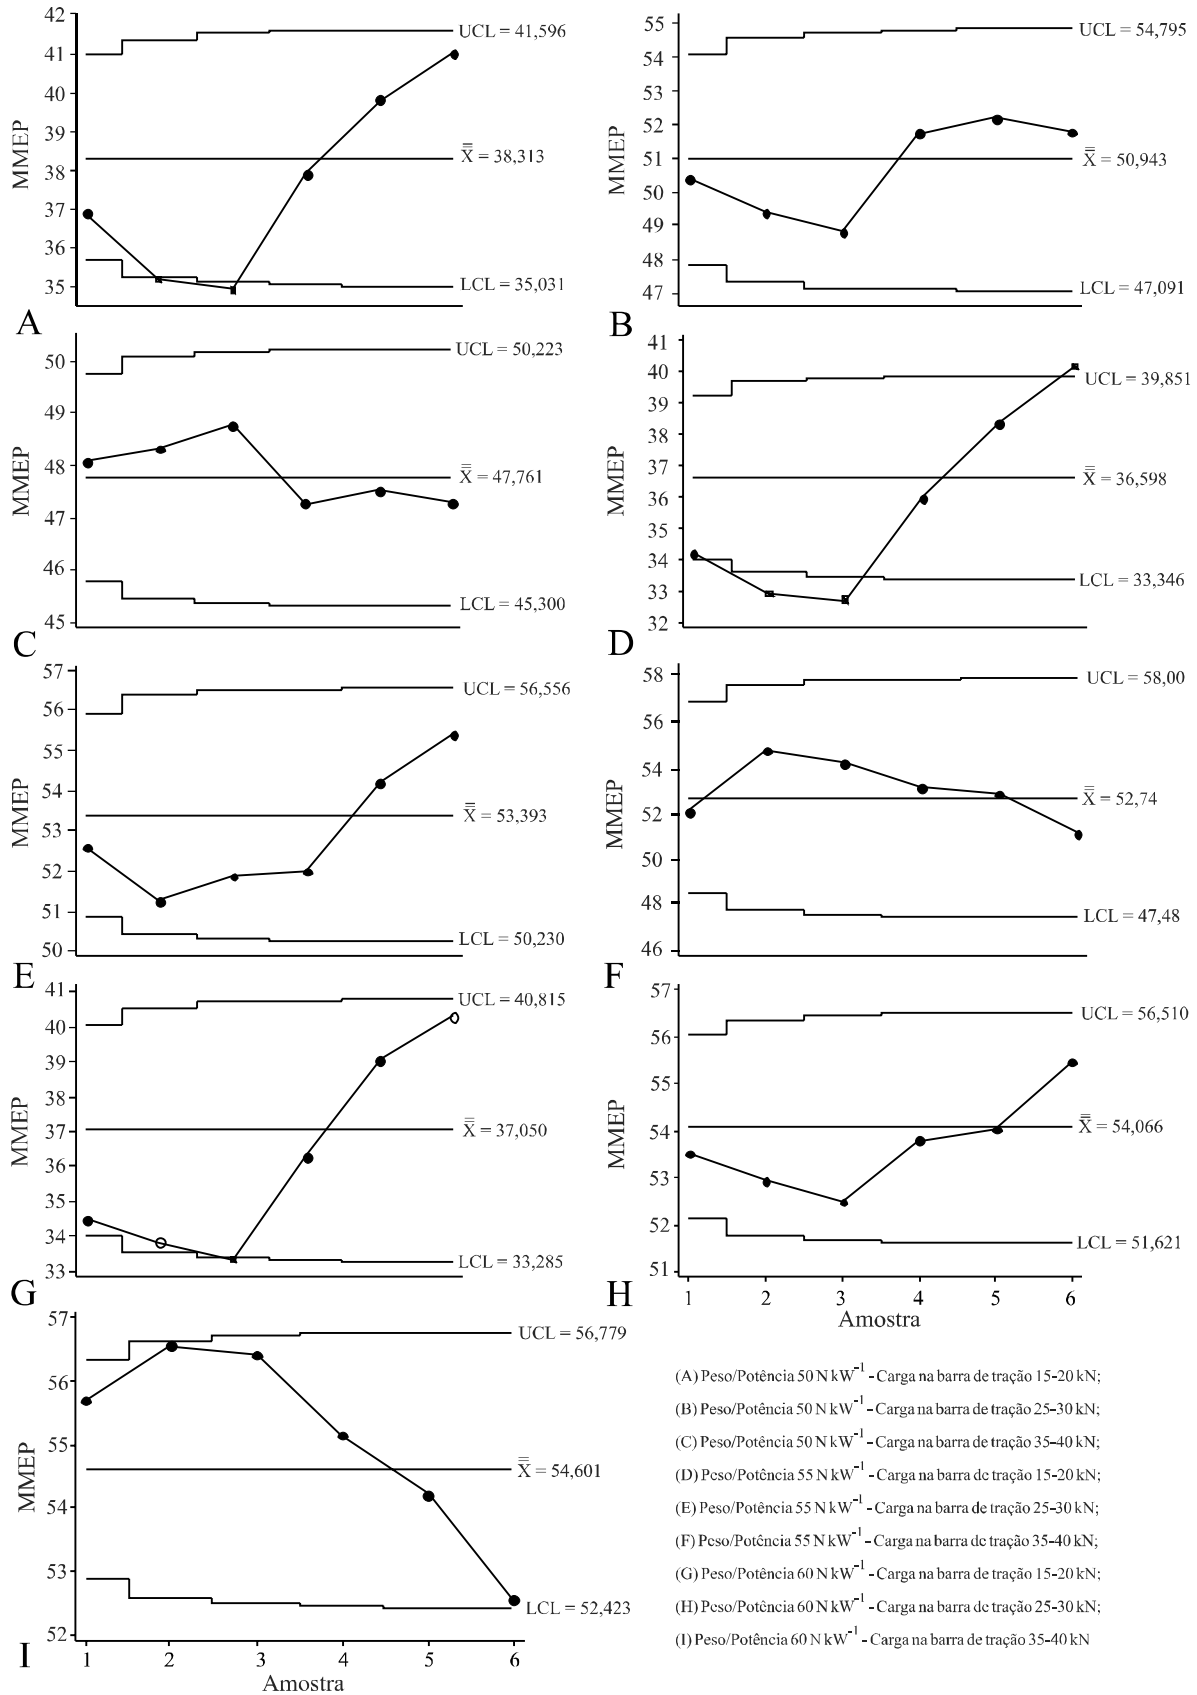 42
41
40
39
38
37
35
35
MMEP
UCL = 41,596
X = 38,313
LCL = 35,031
A
55
54
53
52
51
50
49
48
47
MMEP
UCL = 54,795
X = 50,943
LCL = 47,091
B
50
49
48
47
46
45
MMEP
UCL = 50,223
X = 47,761
LCL = 45,300
C
41
40
39
38
36
36
34
33
32
MMEP
UCL = 39,851
X = 36,598
LCL = 33,346
D
57
56
55
54
53
52
51
50
MMEP
UCL = 56,556
X = 53,393
LCL = 50,230
E
58
56
54
52
50
48
46
MMEP
UCL = 58,00
X = 52,74
LCL = 47,48
F
41
40
39
38
37
36
34
33
33
MMEP
UCL = 40,815
X = 37,050
LCL = 33,285
G
57
56
55
54
53
52
51
MMEP
UCL = 56,510
X = 54,066
LCL = 51,621
H
1 2 3 4 5 6
Amostra
57
56
55
54
53
52
MMEP
UCL = 56,779
X = 54,601
LCL = 52,423
I
1 2 3 4 5 6
Amostra
(A) Peso/Potência 50 N kW⁻¹ - Carga na barra de tração 15-20 kN;
(B) Peso/Potência 50 N kW⁻¹ - Carga na barra de tração 25-30 kN;
(C) Peso/Potência 50 N kW⁻¹ - Carga na barra de tração 35-40 kN;
(D) Peso/Potência 55 N kW⁻¹ - Carga na barra de tração 15-20 kN;
(E) Peso/Potência 55 N kW⁻¹ - Carga na barra de tração 25-30 kN;
(F) Peso/Potência 55 N kW⁻¹ - Carga na barra de tração 35-40 kN;
(G) Peso/Potência 60 N kW⁻¹ - Carga na barra de tração 15-20 kN;
(H) Peso/Potência 60 N kW⁻¹ - Carga na barra de tração 25-30 kN;
(I) Peso/Potência 60 N kW⁻¹ - Carga na barra de tração 35-40 kN